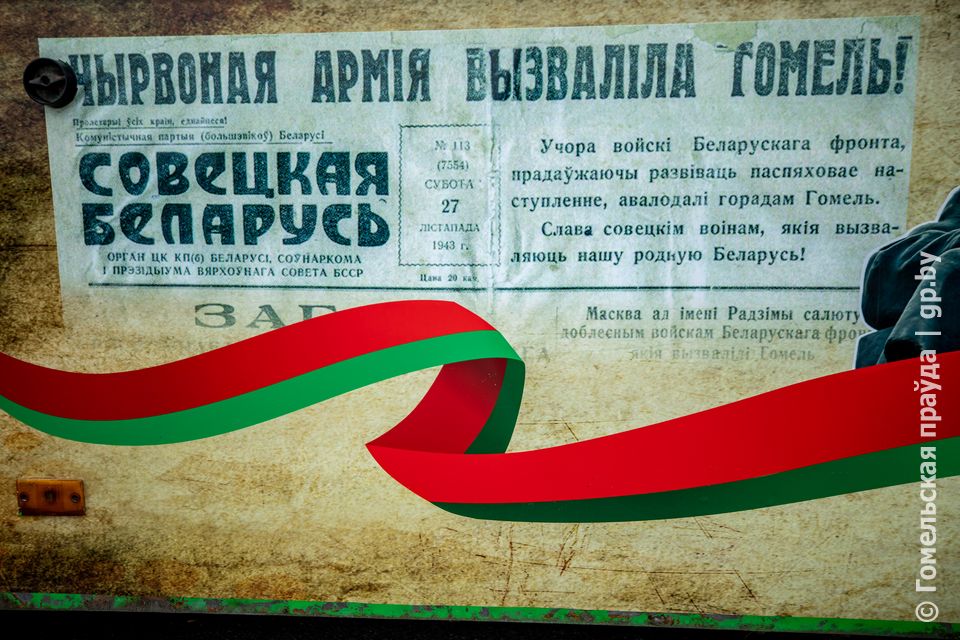 ЧЫРВОНАЯ АРМІЯ ВЫЗВАЛІЛА ГОМЕЛЬ!
Пролетарыі ўсіх краін, еднайцеся!
Комуністычная партыя (большэвікоў) Беларусі
СОВЕЦКАЯ
БЕЛАРУСЬ
ОРГАН ЦК КП(б) БЕЛАРУСІ, СОЎНАРКОМА
І ПРЭЗІДЫУМА ВЯРХОЎНАГА СОВЕТА БССР
№ 113
(7554)
СУБОТА
27
ЛІСТАПАДА
1943 г.
Цана 20 кап.
Учора войскі Беларускага фронта,
прадаўжаючы развіваць паспяховае на-
ступленне, авалодалі горадам Гомель.
Слава совецкім воінам, якія вызва-
ляюць нашу родную Беларусь!
ЗАГ
Масква ад імені Радзімы салюту
доблесным войскам Беларускага фрон
якія вызвалілі Гомель
© Гомельская праўда | gp.by